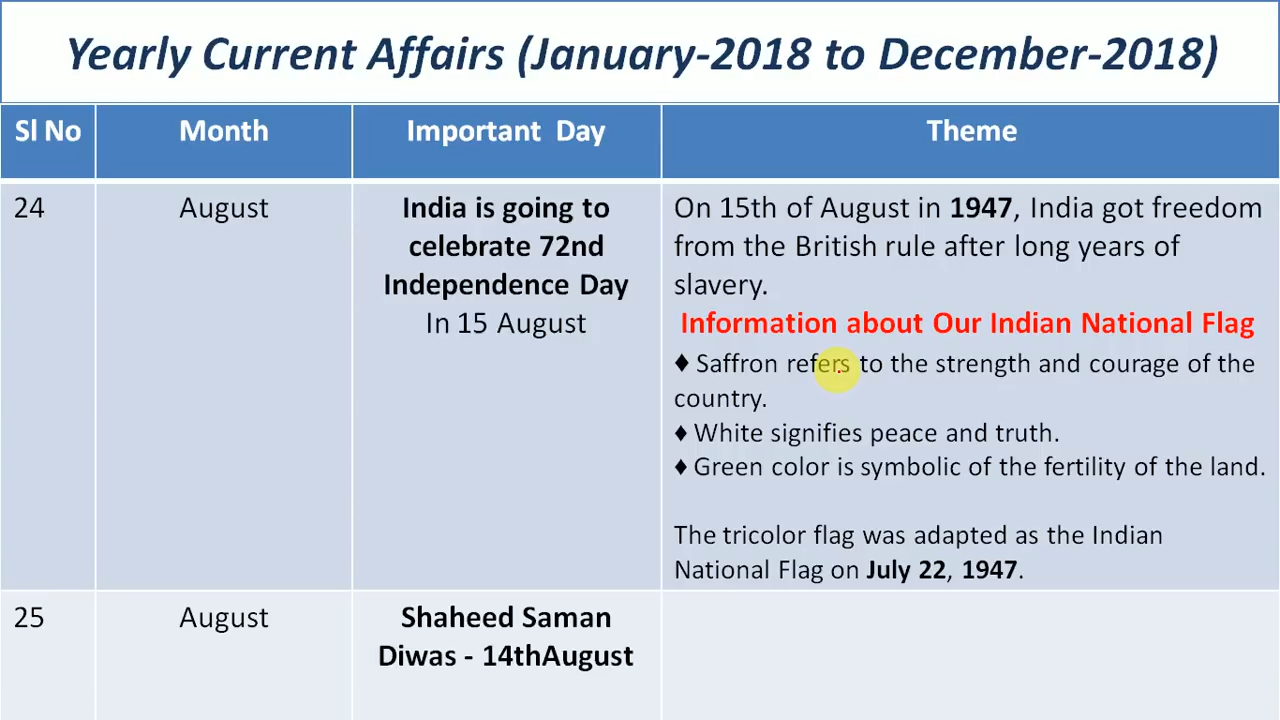 Yearly Current Affairs (January-2018 to December-2018)
Sl No Month Important Day Theme
24 August India is going to celebrate 72nd Independence Day In 15 August
On 15th of August in 1947, India got freedom
from the British rule after long years of
slavery.
Information about Our Indian National Flag
♦ Saffron refers to the strength and courage of the
country.
♦ White signifies peace and truth.
♦ Green color is symbolic of the fertility of the land.
The tricolor flag was adapted as the Indian
National Flag on July 22, 1947.
25 August Shaheed Saman
Diwas - 14thAugust